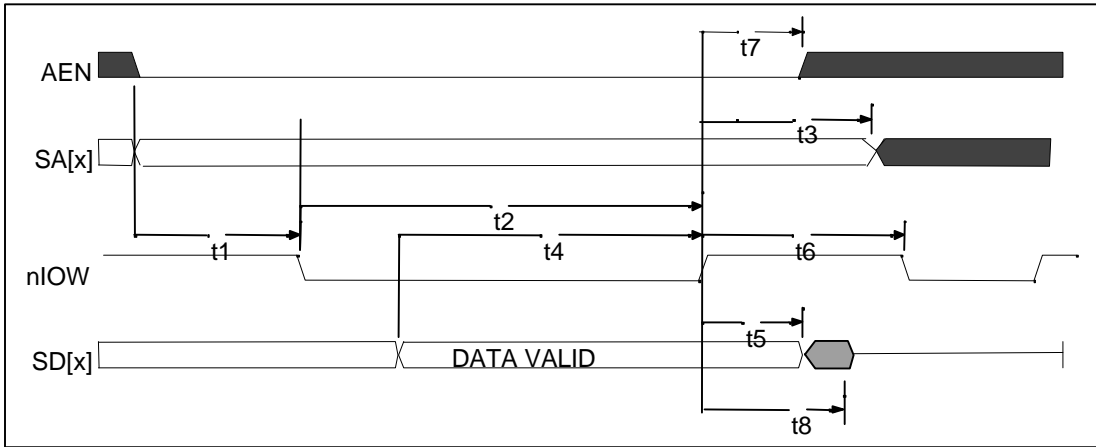 t7
AEN
t3
SA[x]
t2
t1
t4
t6
nIOW
t5
DATA VALID
SD[x]
t8